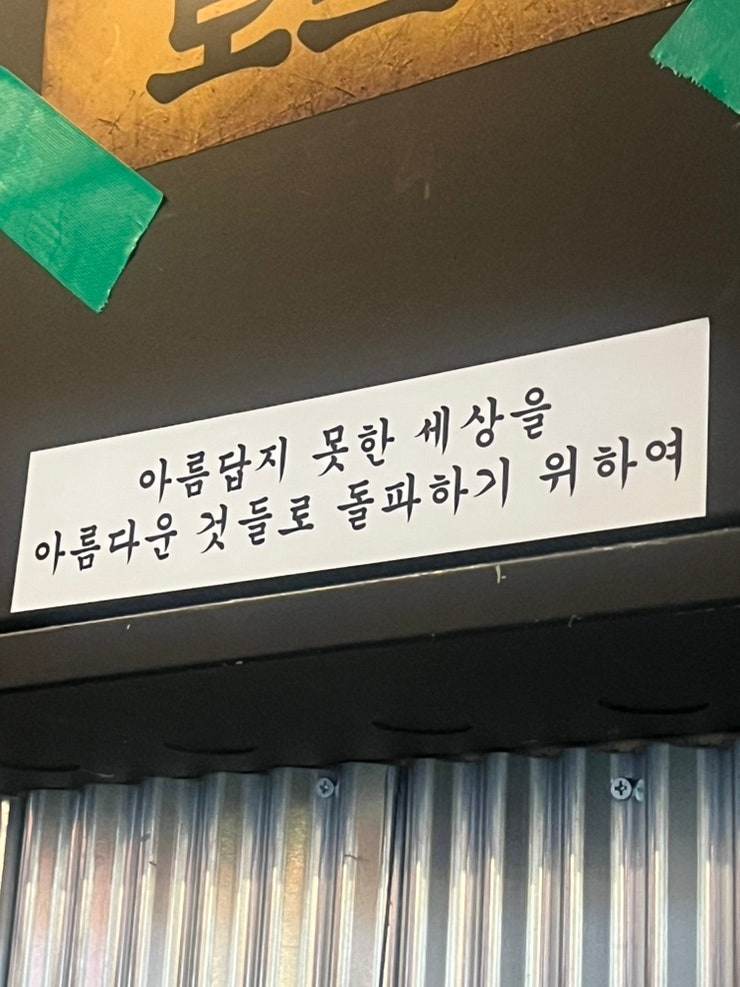 아름답지 못한 세상을
아름다운 것들로 돌파하기 위하여